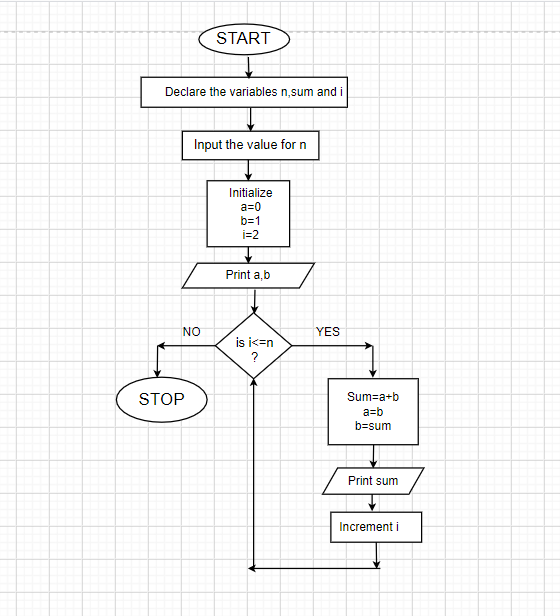 START
Declare the variables n,sum and i
Input the value for n
Initialize
a=0
b=1
i=2
Print a,b
is i<=n
?
NO
YES
STOP
Sum=a+b
a=b
b=sum
Print sum
Increment i